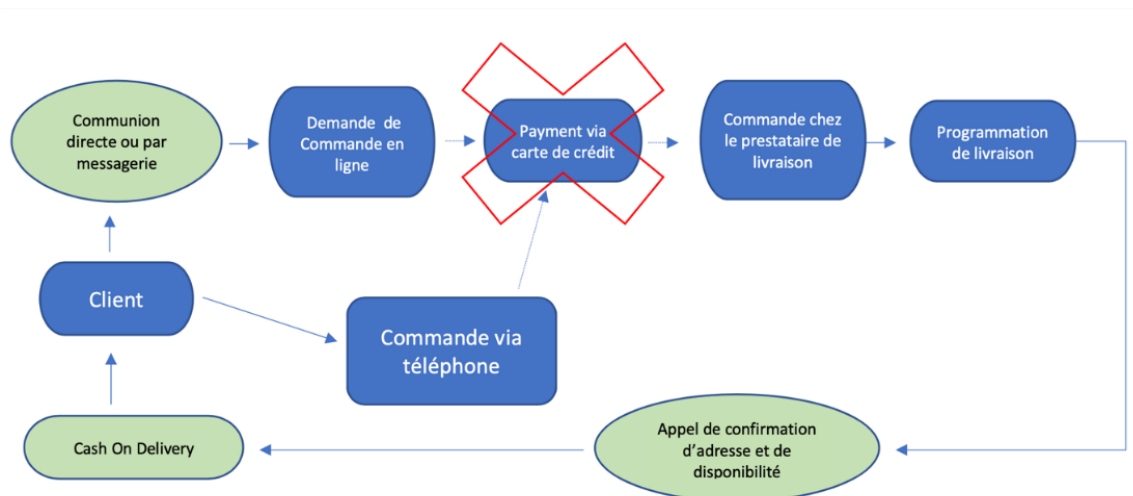 Communion
directe ou par
messagerie
Demande de
Commande en
ligne
Payment via
carte de crédit
Commande chez
le prestataire de
livraison
Programmation
de livraison
Client
Commande via
téléphone
Cash On Delivery
Appel de confirmation
d'adresse et de
disponibilité